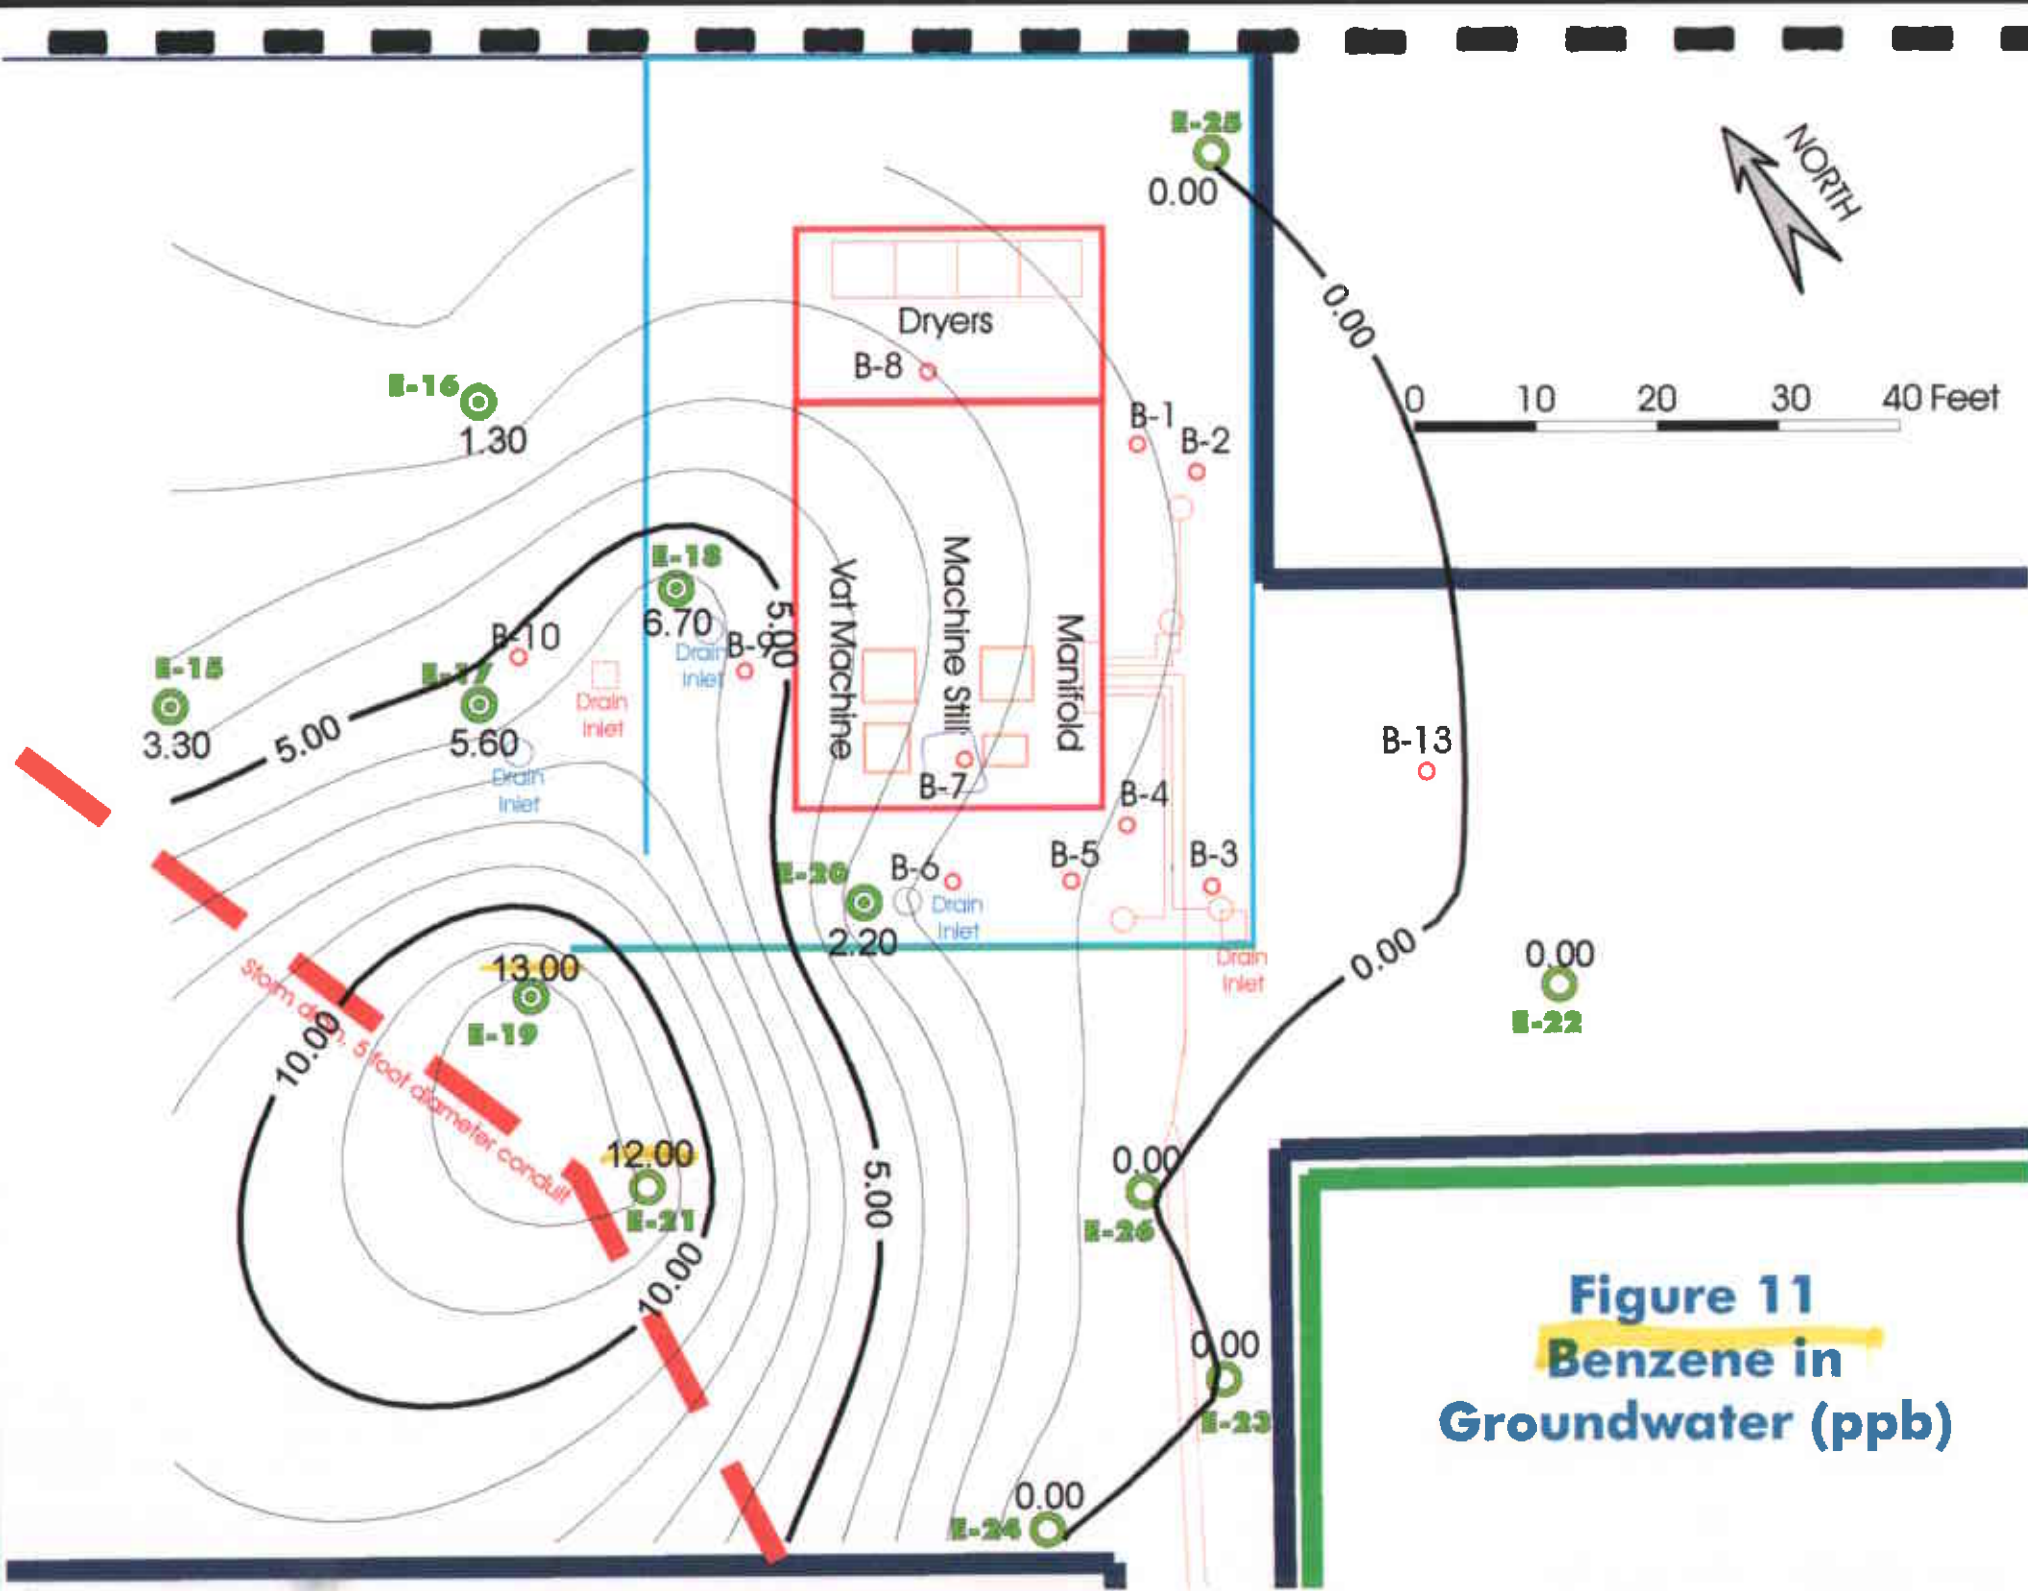 E-25
0.00
NORTH
0.00
Dryers
B-8
E-16
1.30
B-1
B-2
0 10 20 30 40 Feet
E-18
6.70
Drain
Inlet
B-9
5.00
B-10
E-17
5.60
Drain
Inlet
Drain
Inlet
E-15
3.30
5.00
Vat Machine
Machine Still
Manifold
B-7
B-13
B-4
B-5
B-3
B-6
E-20
2.20
Drain
Inlet
Drain
Inlet
0.00
0.00
E-22
13.00
E-19
Storm drain, 5 foot diameter conduit
10.00
12.00
E-21
10.00
5.00
0.00
E-26
0.00
E-23
0.00
E-24
Figure 11
Benzene in
Groundwater (ppb)